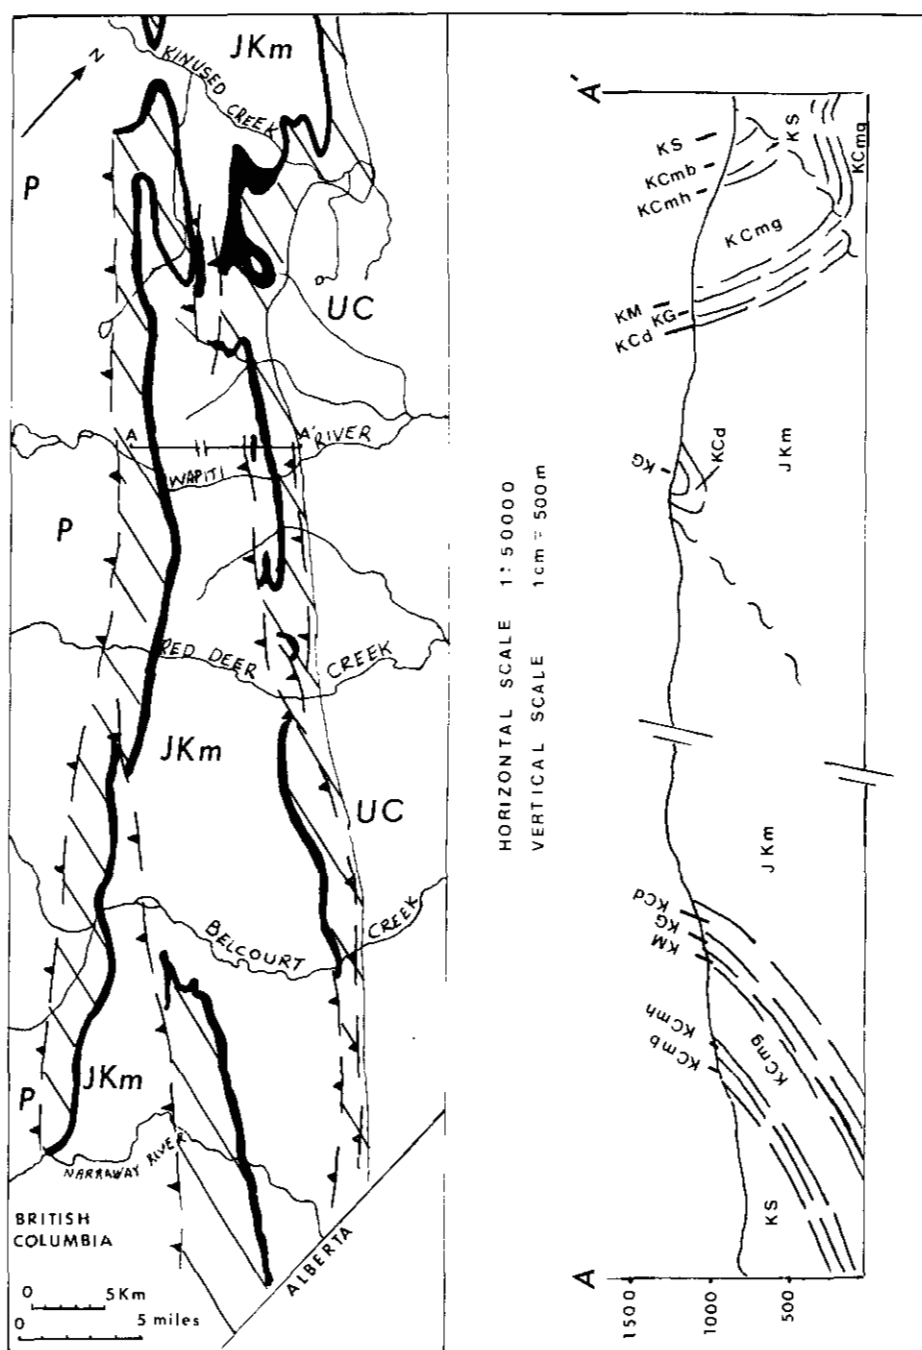 N
KINUSED CREEK
JKm
P
UC
A
A'
RIVER
WAPITI
P
RED DEER CREEK
JKm
UC
BELCOURT CREEK
JKm
P
NARRAWAY RIVER
BRITISH
COLUMBIA
ALBERTA
0 5 Km
0 5 miles
HORIZONTAL SCALE 1:50000
VERTICAL SCALE 1cm = 500m
A'
KS
KCmb
KCmh
KS
KCmg
KCmg
KM
KG
KCd
KG
KCd
JKm
JKm
KCd
KG
KM
KCmh
KCmb
KCmg
KS
A
1500
1000
500